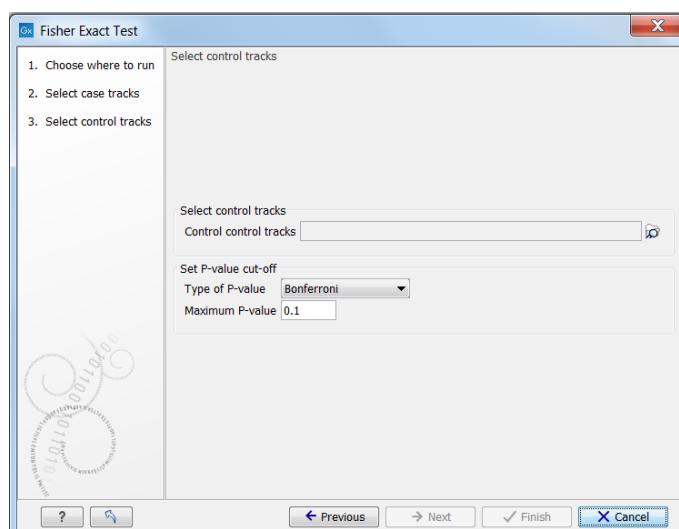 Gx Fisher Exact Test
X
1. Choose where to run
2. Select case tracks
3. Select control tracks
Select control tracks
Select control tracks
Control control tracks
Set P-value cut-off
Type of P-value Bonferroni
Maximum P-value 0.1
? Previous Next Finish Cancel